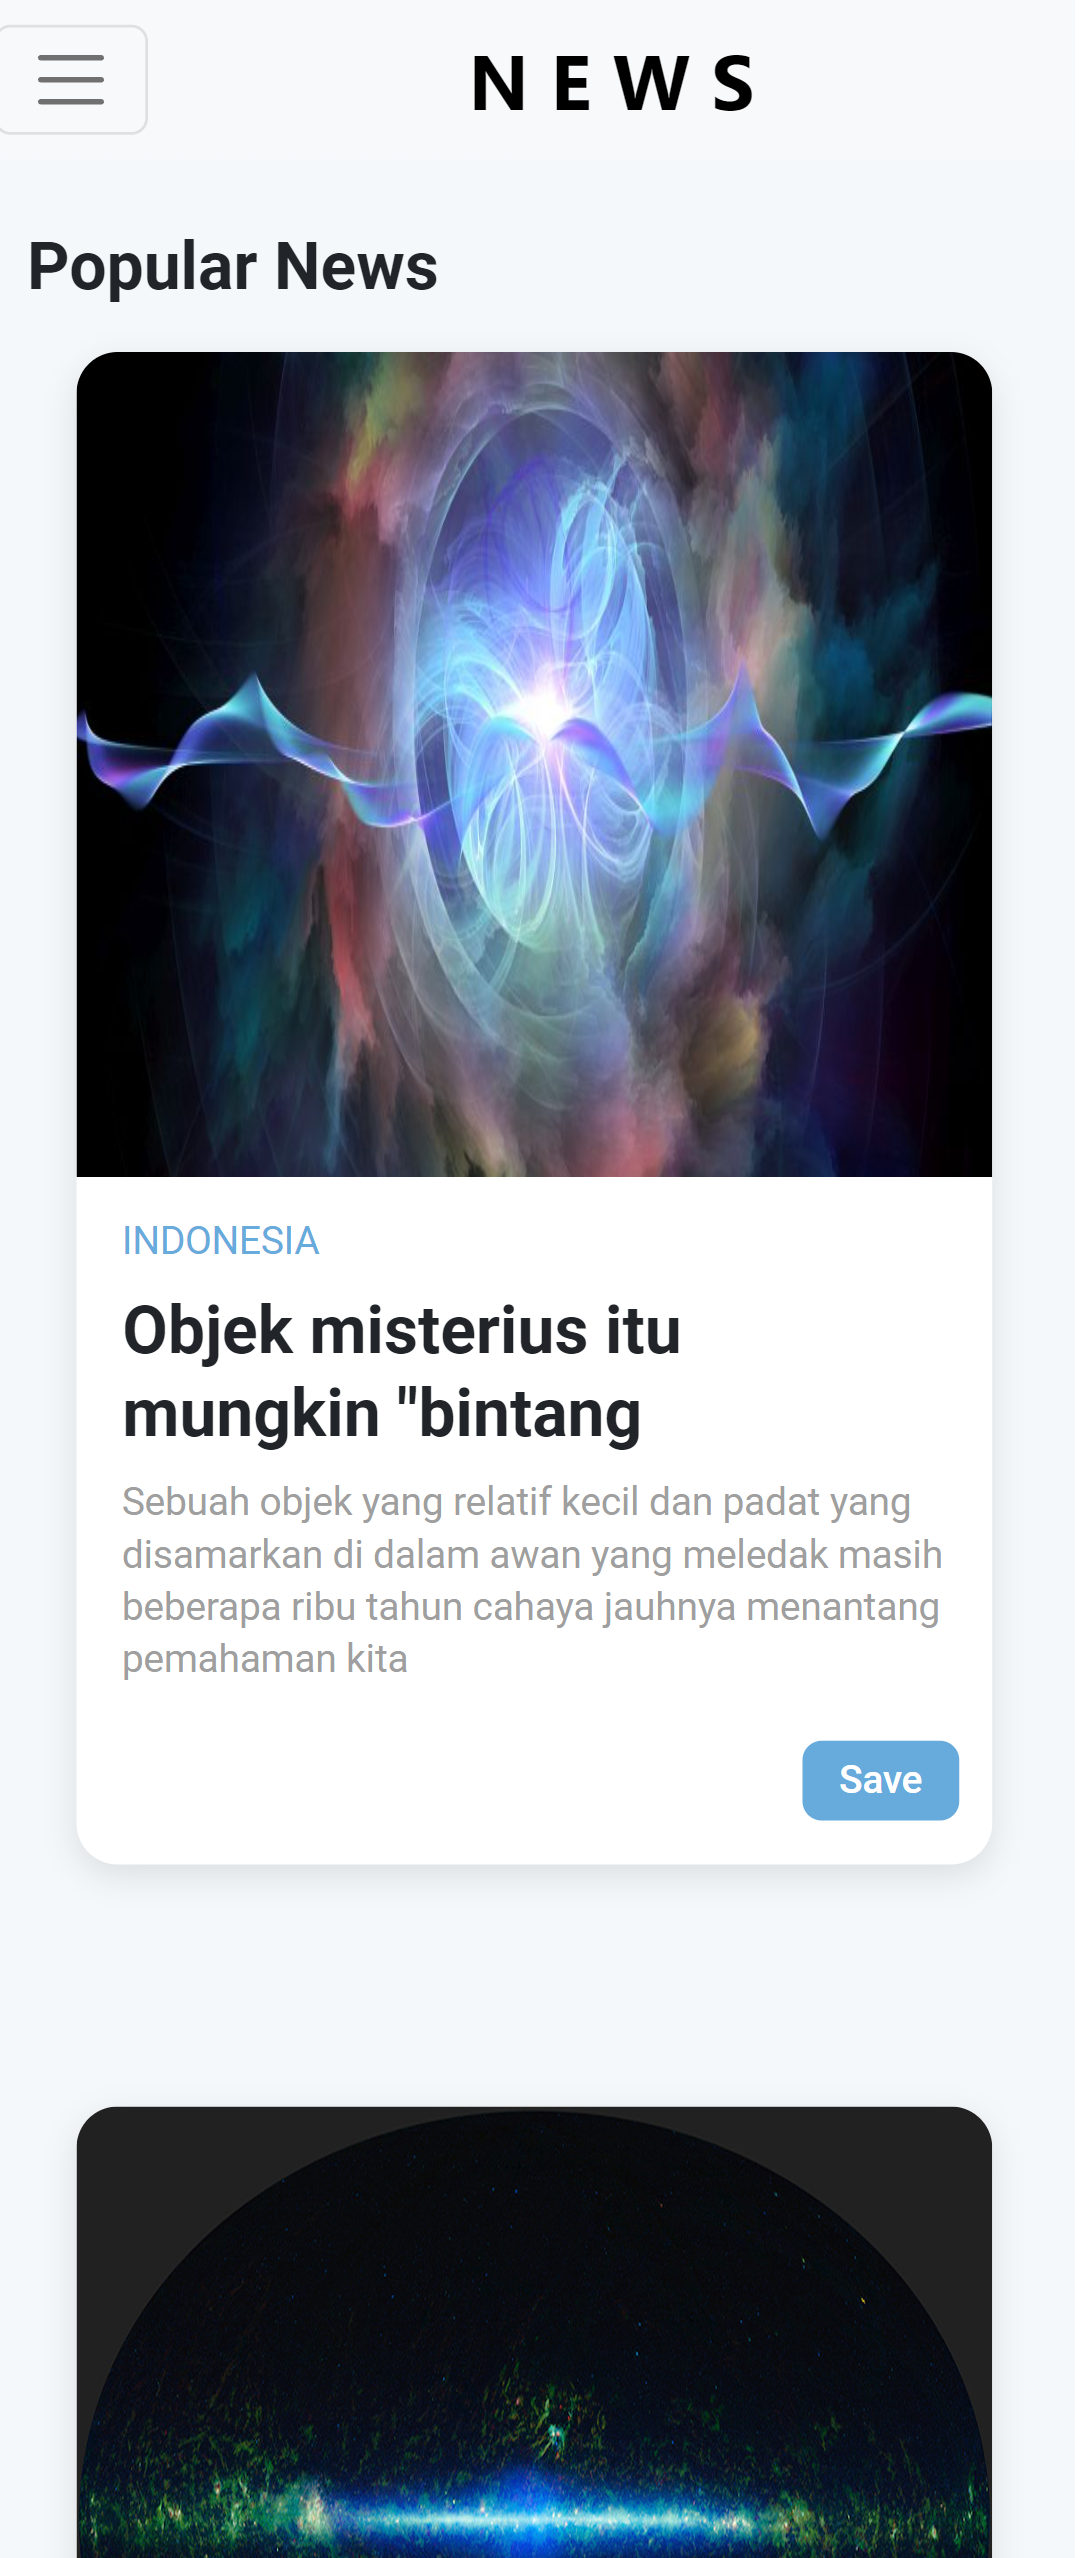 NEWS
Popular News
INDONESIA
Objek misterius itu
mungkin "bintang
Sebuah objek yang relatif kecil dan padat yang
disamarkan di dalam awan yang meledak masih
beberapa ribu tahun cahaya jauhnya menantang
pemahaman kita
Save